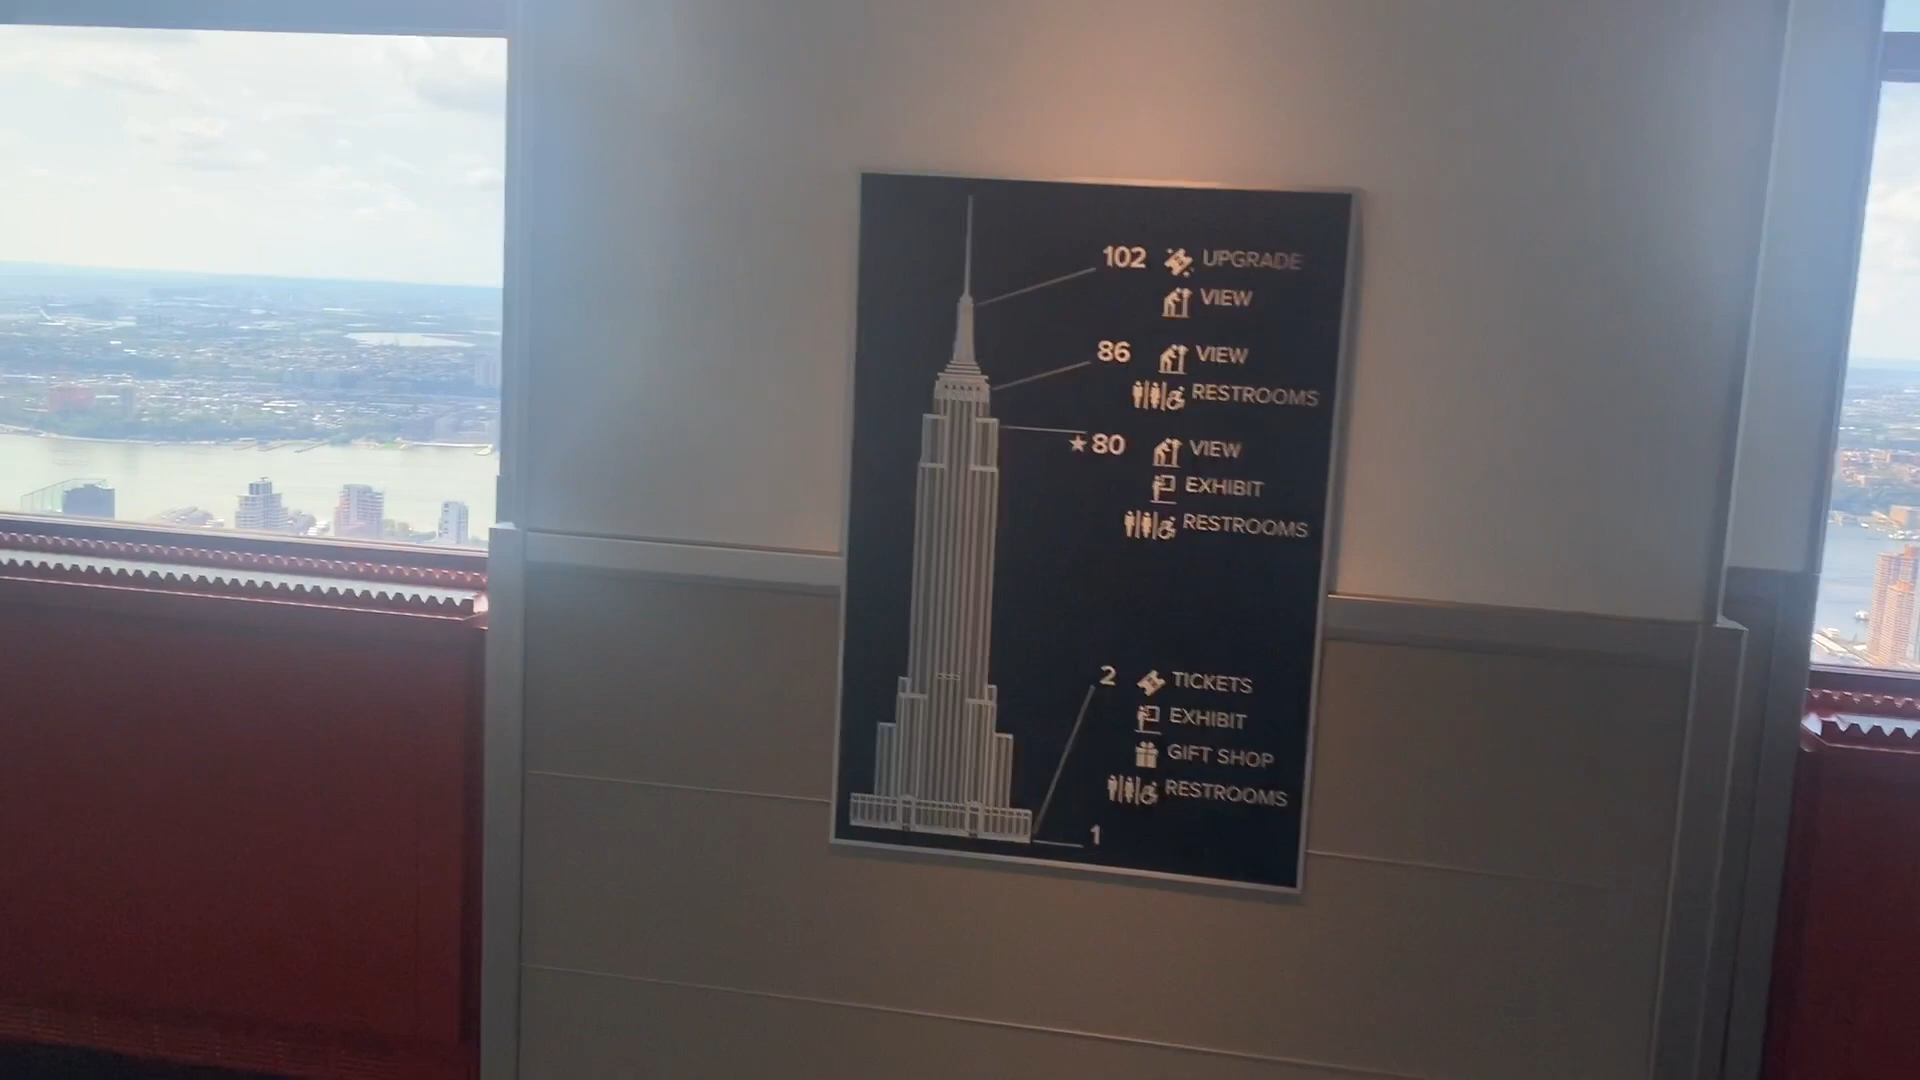 102 UPGRADE
VIEW
86 VIEW
RESTROOMS
★80 VIEW
EXHIBIT
RESTROOMS
2 TICKETS
EXHIBIT
GIFT SHOP
RESTROOMS
1